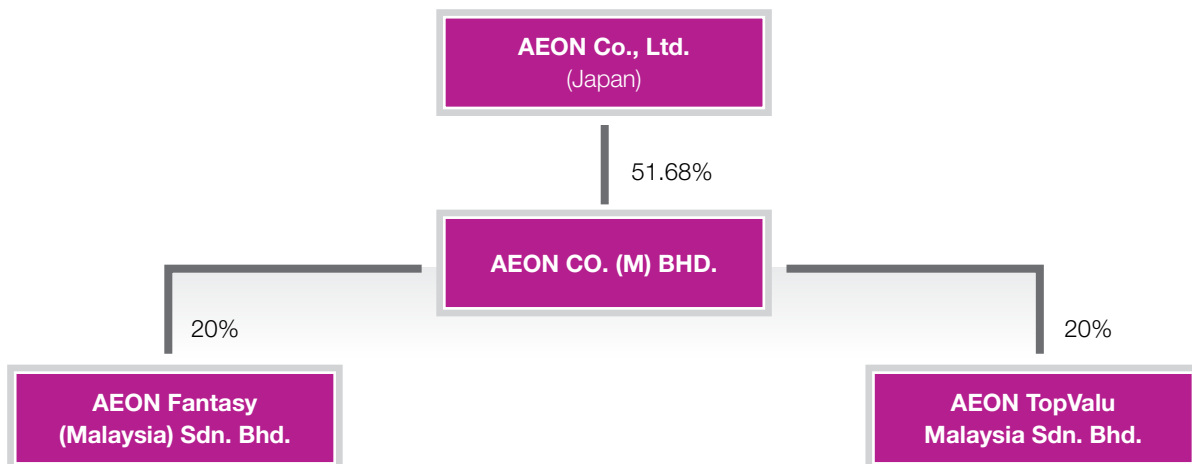 AEON Co., Ltd.
(Japan)
51.68%
AEON CO. (M) BHD.
20%
20%
AEON Fantasy
(Malaysia) Sdn. Bhd.
AEON TopValu
Malaysia Sdn. Bhd.